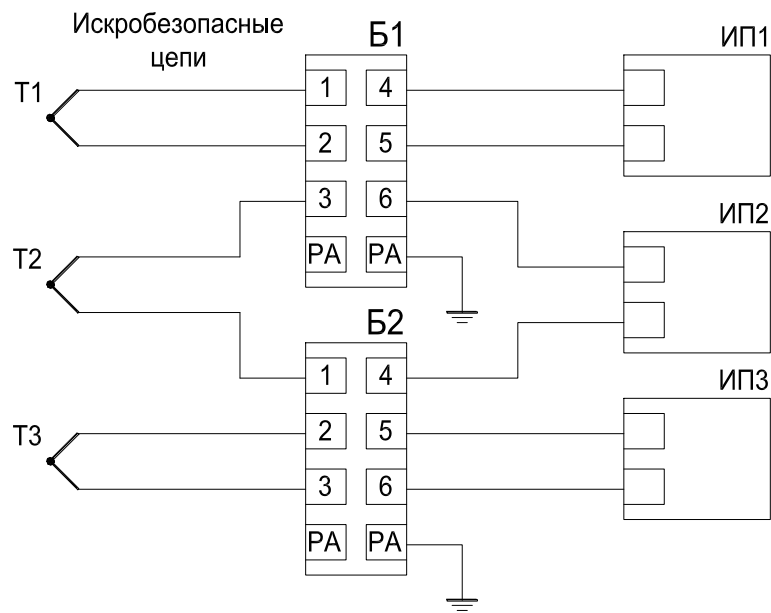 Искробезопасные
цепи
Б1
ИП1
Т1
1 4
2 5
3 6
PA PA
ИП2
Т2
Б2
1 4
ИП3
Т3
2 5
3 6
PA PA